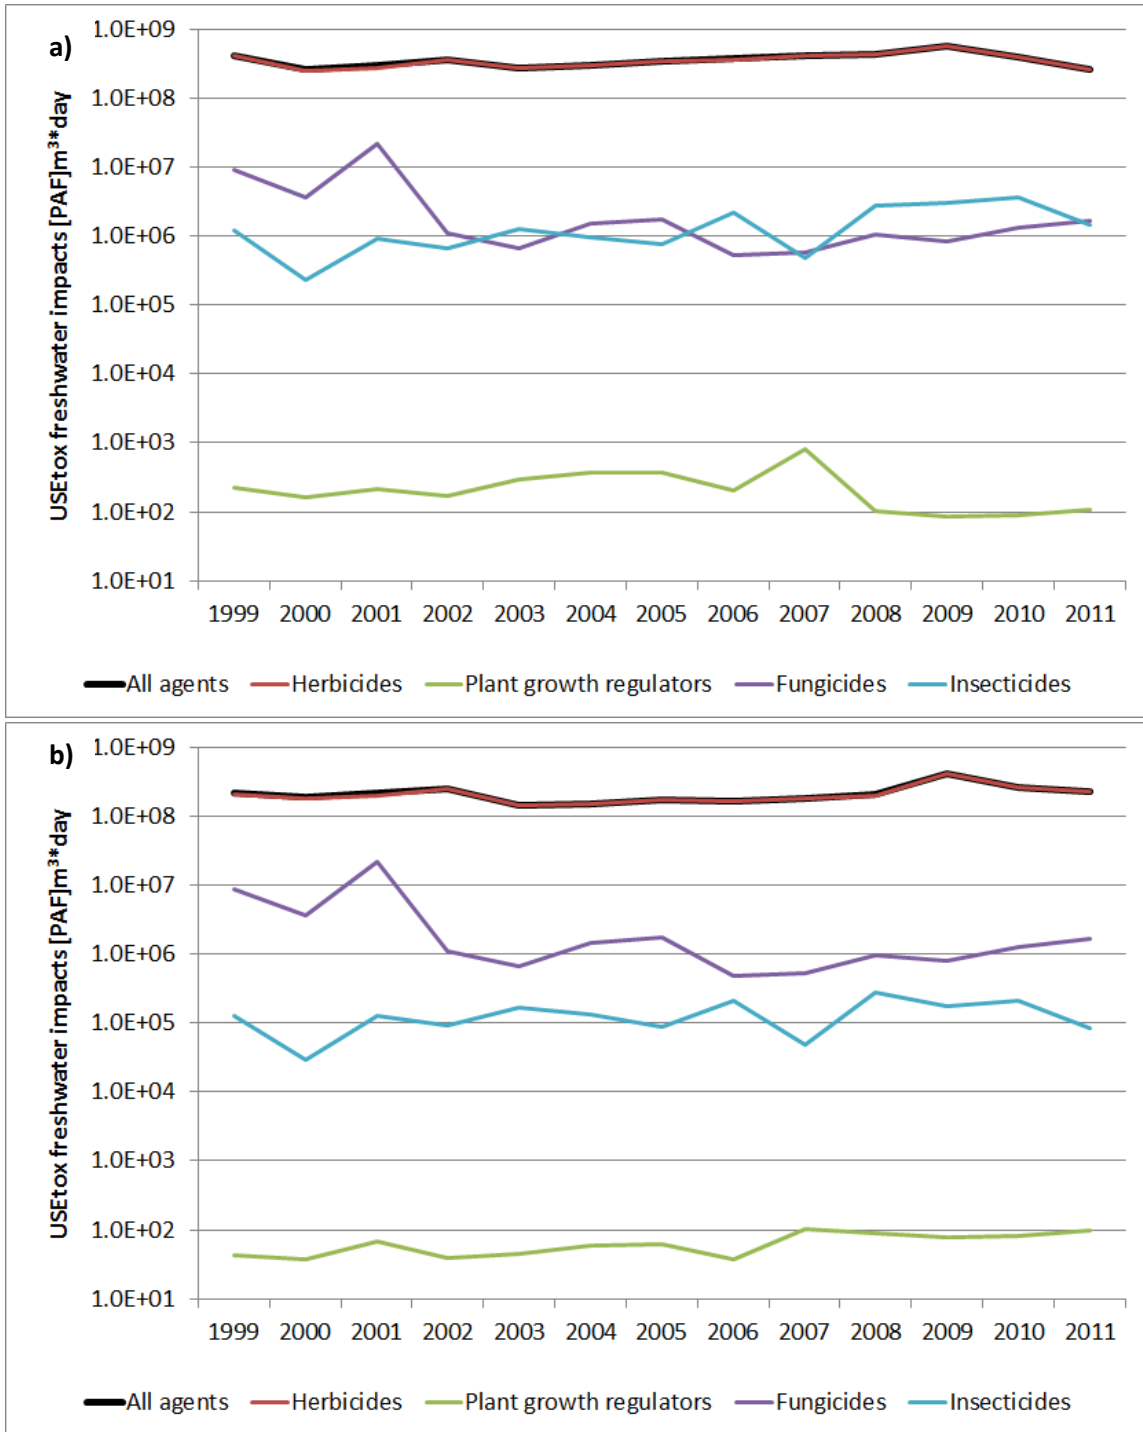 a)
USEtox freshwater impacts [PAF]m³*day
1.0E+09
1.0E+08
1.0E+07
1.0E+06
1.0E+05
1.0E+04
1.0E+03
1.0E+02
1.0E+01
1999 2000 2001 2002 2003 2004 2005 2006 2007 2008 2009 2010 2011
All agents Herbicides Plant growth regulators Fungicides Insecticides
b)
USEtox freshwater impacts [PAF]m³*day
1.0E+09
1.0E+08
1.0E+07
1.0E+06
1.0E+05
1.0E+04
1.0E+03
1.0E+02
1.0E+01
1999 2000 2001 2002 2003 2004 2005 2006 2007 2008 2009 2010 2011
All agents Herbicides Plant growth regulators Fungicides Insecticides